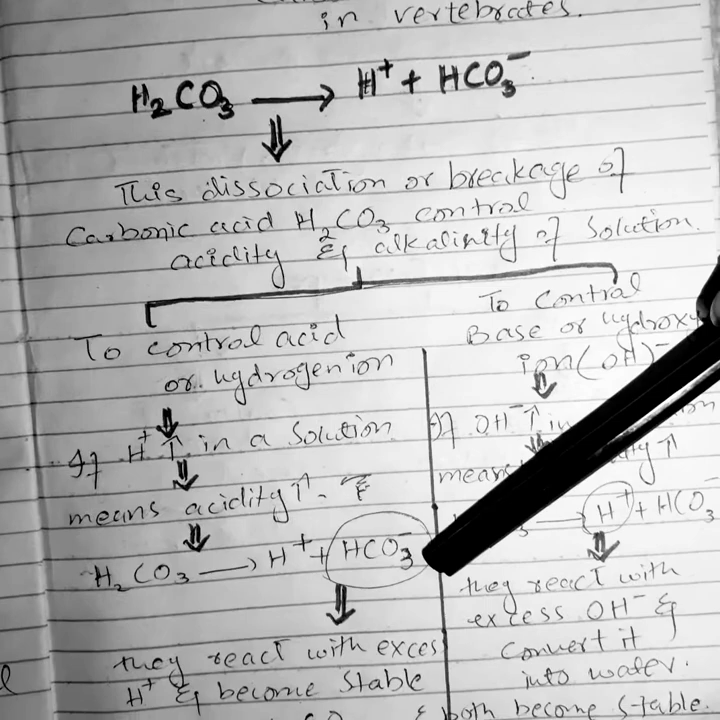 in vertebrates.
H₂CO₃ ⟶ H⁺ + HCO₃⁻
⇓
This dissociation or breakage of
Carbonic acid H₂CO₃ control
acidity & alkalinity of solution.
To control acid
or hydrogen ion
⇓
If H⁺↑ in a solution
⇓
means acidity↑.
⇓
H₂CO₃ ⟶ H⁺ + HCO₃⁻
⇓
they react with exces
H⁺ & become stable
To control
Base or hydroxy
ion (OH)⁻
⇓
If OH⁻↑ in
⇓
means
⟶ H⁺ + HCO₃⁻
⇓
they react with
excess OH⁻ &
convert it
into water.
& both become stable.